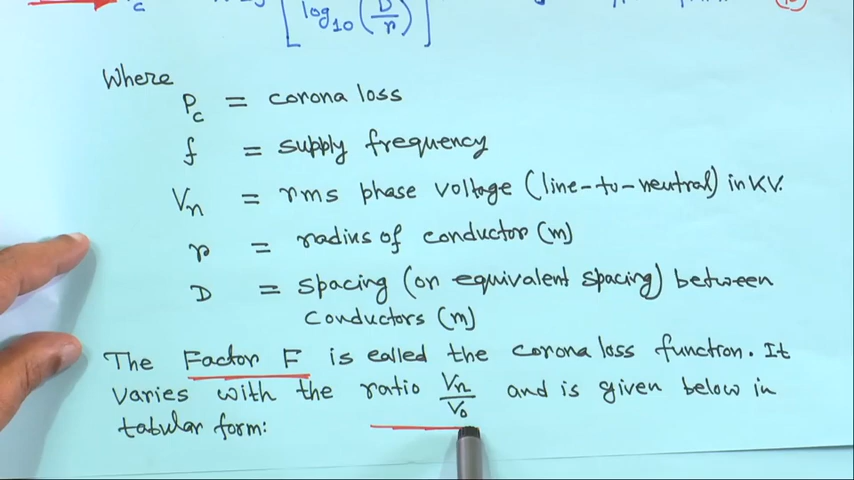 c
log10 (D/r)
Where
Pc = corona loss
f = supply frequency
Vn = rms phase voltage (line-to-neutral) in KV.
r = radius of conductor (m)
D = spacing (or equivalent spacing) between
conductors (m)
The Factor F is called the corona loss function. It
varies with the ratio Vn/V0 and is given below in
tabular form: